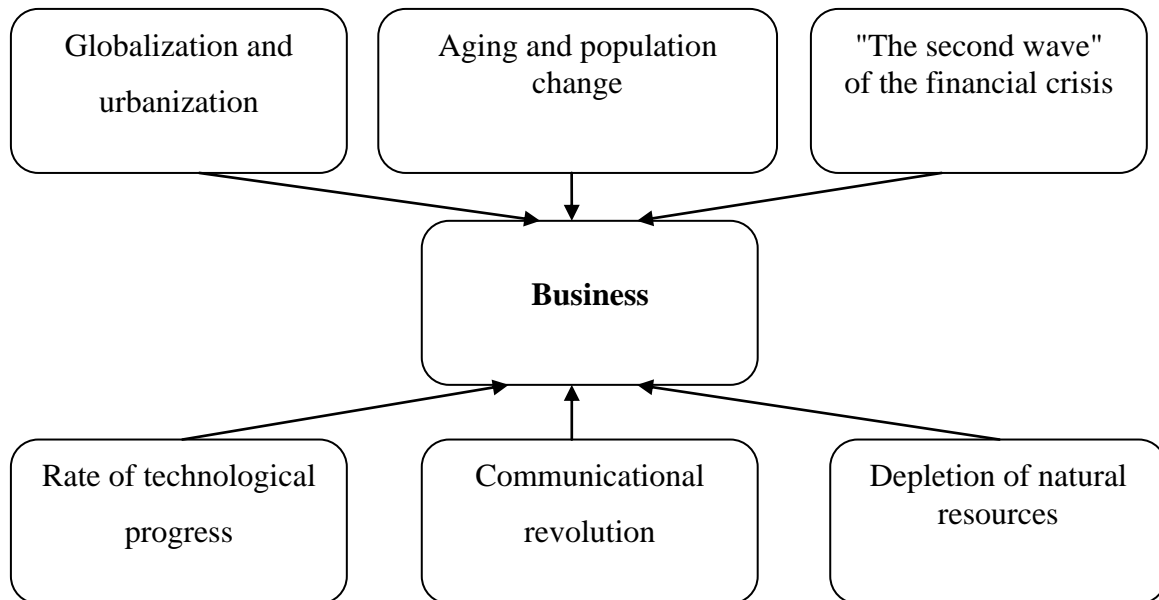 Globalization and
urbanization
Aging and population
change
"The second wave"
of the financial crisis
Business
Rate of technological
progress
Communicational
revolution
Depletion of natural
resources